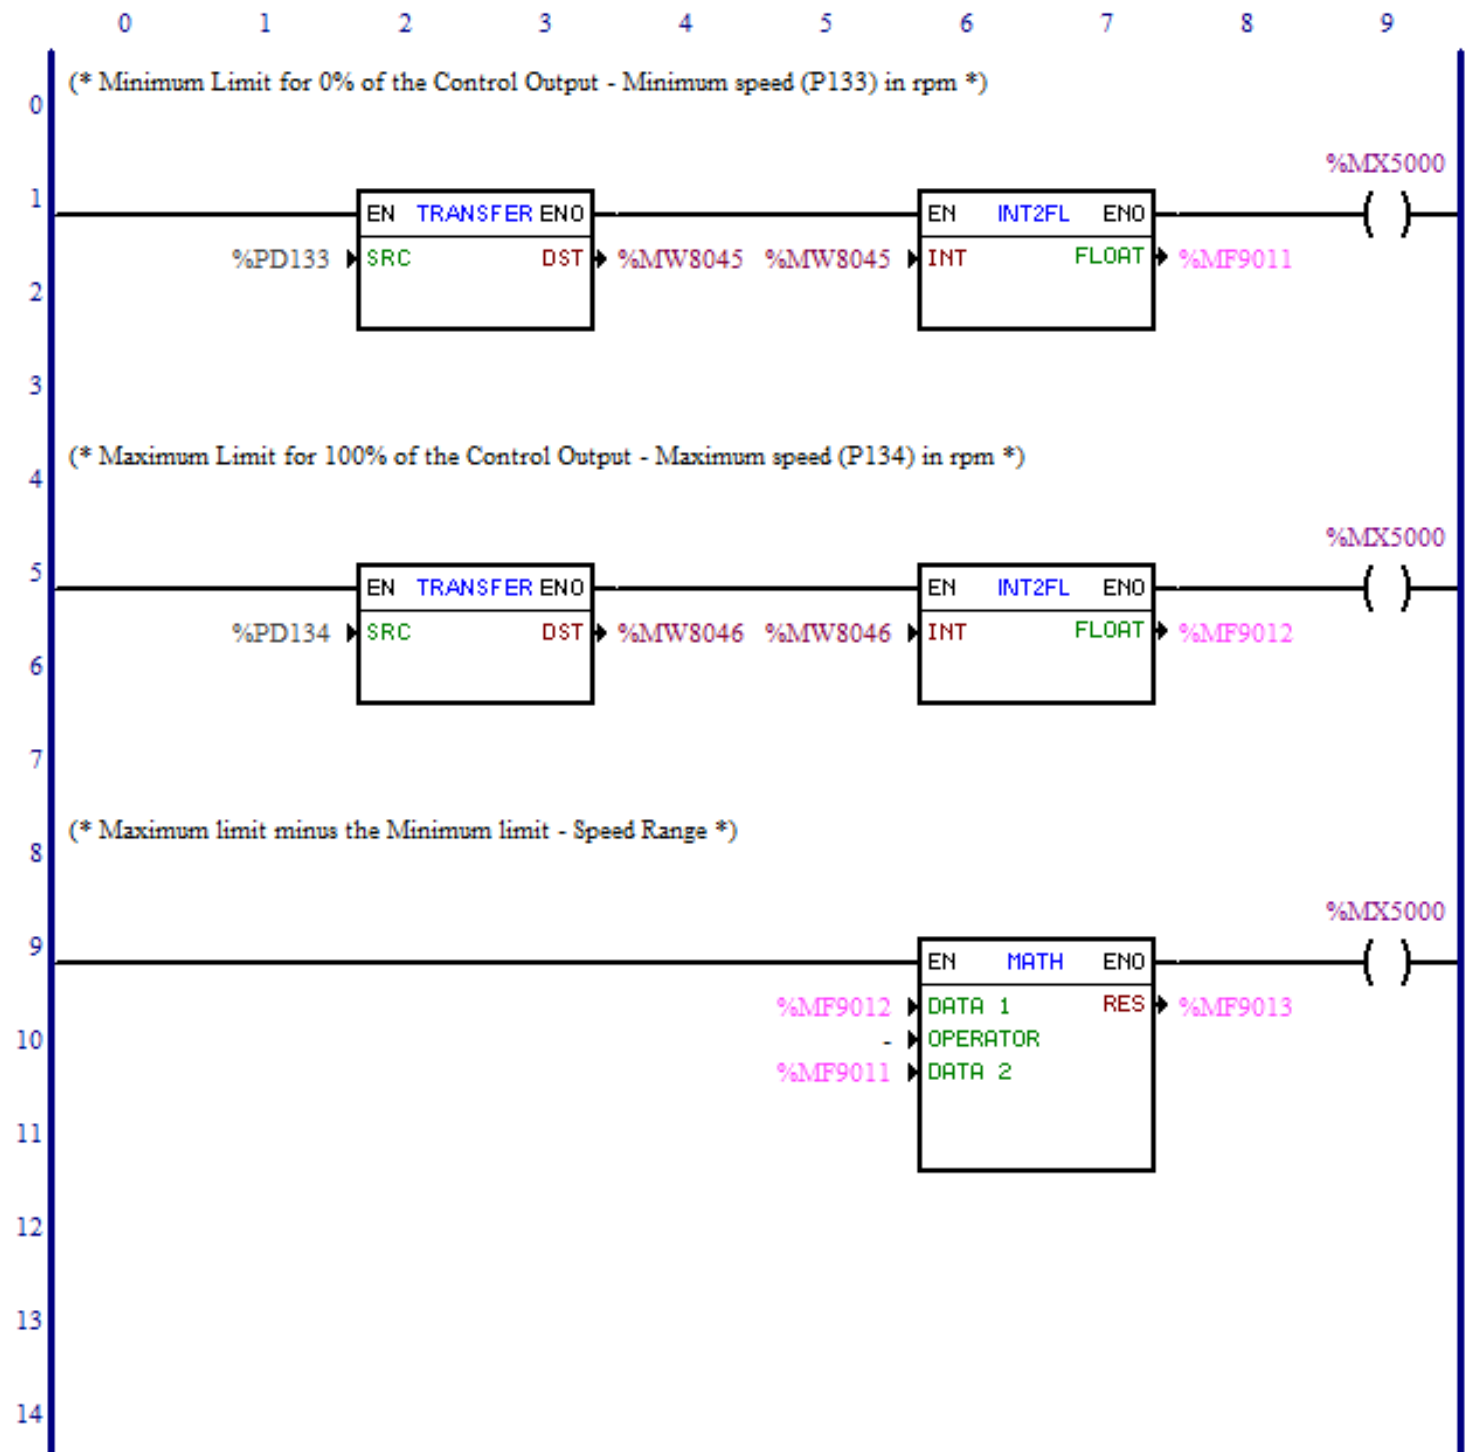 0 1 2 3 4 5 6 7 8 9
(* Minimum Limit for 0% of the Control Output - Minimum speed (P133) in rpm *)
0
%MX5000
1
EN TRANSFER ENO EN INT2FL ENO ( )
%PD133 SRC DST %MW8045 %MW8045 INT FLOAT %MF9011
2
3
(* Maximum Limit for 100% of the Control Output - Maximum speed (P134) in rpm *)
4
%MX5000
5
EN TRANSFER ENO EN INT2FL ENO ( )
%PD134 SRC DST %MW8046 %MW8046 INT FLOAT %MF9012
6
7
(* Maximum limit minus the Minimum limit - Speed Range *)
8
%MX5000
9
EN MATH ENO ( )
%MF9012 DATA 1 RES %MF9013
10 - OPERATOR
%MF9011 DATA 2
11
12
13
14